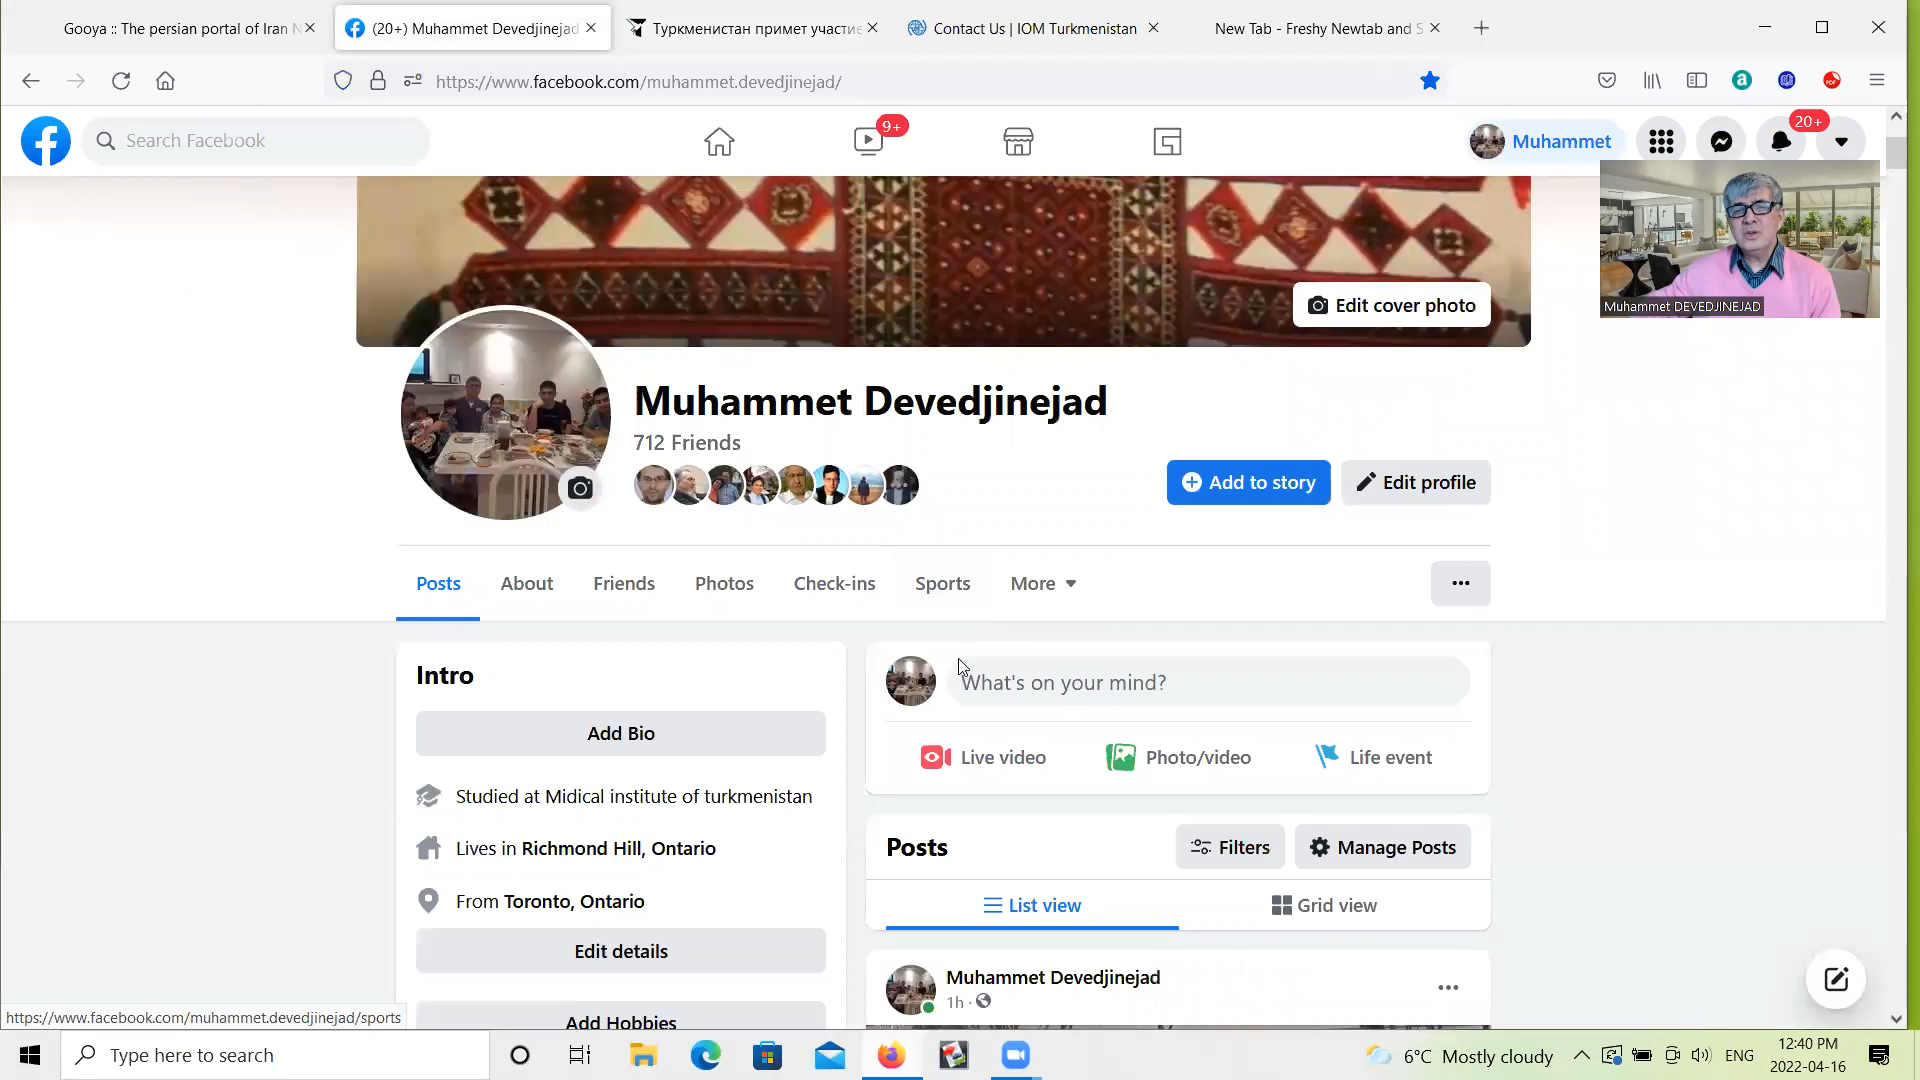 Gooya :: The persian portal of Iran N
(20+) Muhammet Devedjinejad
Туркменистан примет участие
Contact Us | IOM Turkmenistan
New Tab - Freshy Newtab and S
https://www.facebook.com/muhammet.devedjinejad/
Search Facebook
9+
Muhammet
20+
Muhammet DEVEDJINEJAD
Edit cover photo
Muhammet Devedjinejad
712 Friends
Add to story
Edit profile
Posts
About
Friends
Photos
Check-ins
Sports
More
Intro
What's on your mind?
Add Bio
Live video
Photo/video
Life event
Studied at Midical institute of turkmenistan
Lives in Richmond Hill, Ontario
Posts
Filters
Manage Posts
From Toronto, Ontario
List view
Grid view
Edit details
Muhammet Devedjinejad
1h ·
Add Hobbies
https://www.facebook.com/muhammet.devedjinejad/sports
Type here to search
6°C Mostly cloudy
ENG
12:40 PM
2022-04-16